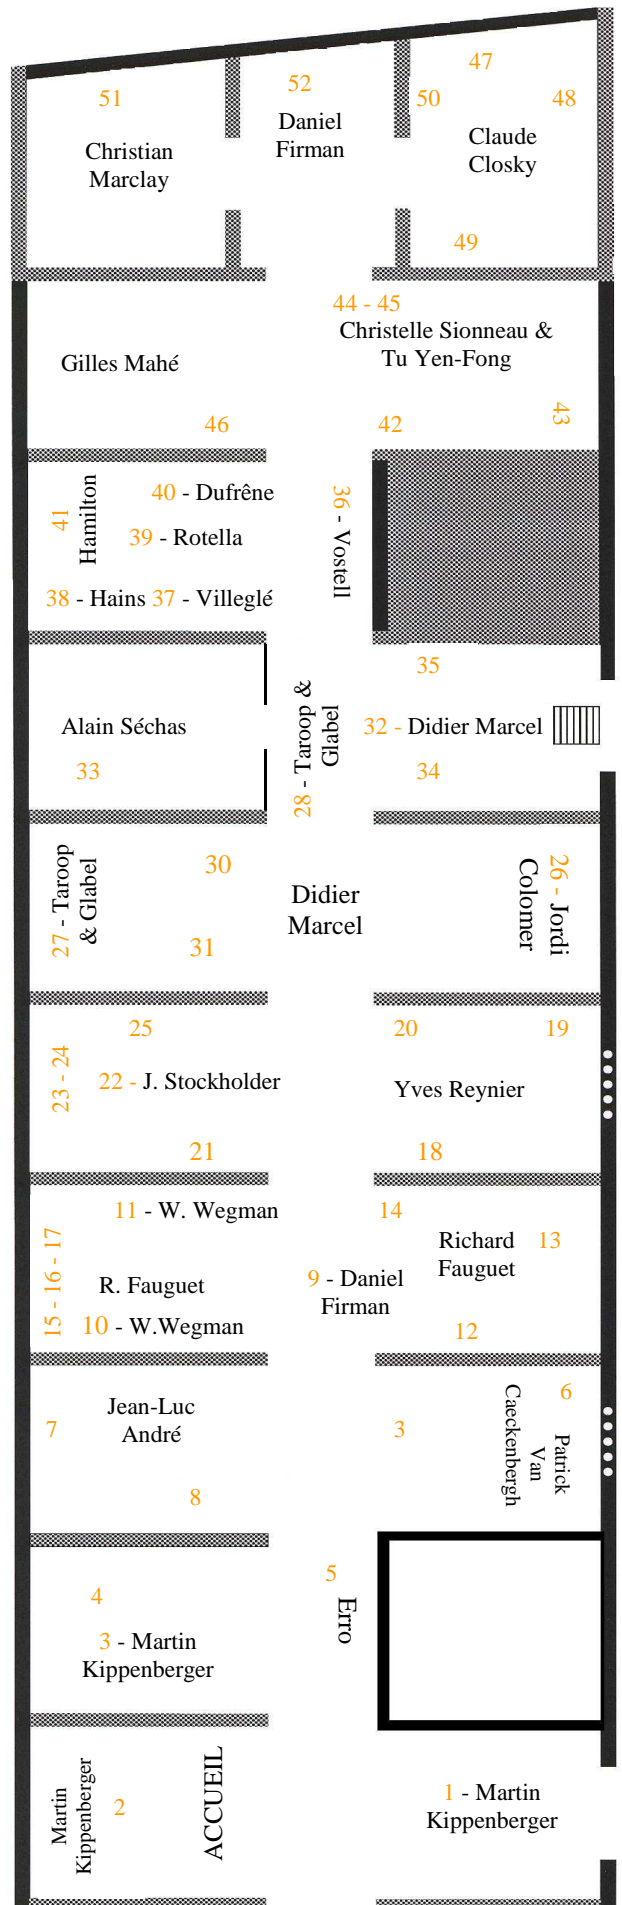 47
52
51
50
48
Daniel
Firman
Claude
Closky
Christian
Marclay
49
44 - 45
Christelle Sionneau &
Tu Yen-Fong
Gilles Mahé
46
42
43
41
Hamilton
40 - Dufrêne
39 - Rotella
38 - Hains 37 - Villeglé
36 - Vostell
35
Alain Séchas
33
28 - Taroop &
Glabel
32 - Didier Marcel
34
27 - Taroop
& Glabel
30
31
Didier
Marcel
26 - Jordi
Colomer
25
23 - 24
22 - J. Stockholder
21
20
19
Yves Reynier
18
11 - W. Wegman
15 - 16 - 17
R. Fauguet
10 - W.Wegman
9 - Daniel
Firman
14
Richard
Fauguet
13
12
Jean-Luc
André
7
8
3
6
Patrick
Van
Caeckenbergh
5
Erro
4
3 - Martin
Kippenberger
Martin
Kippenberger
2
ACCUEIL
1 - Martin
Kippenberger